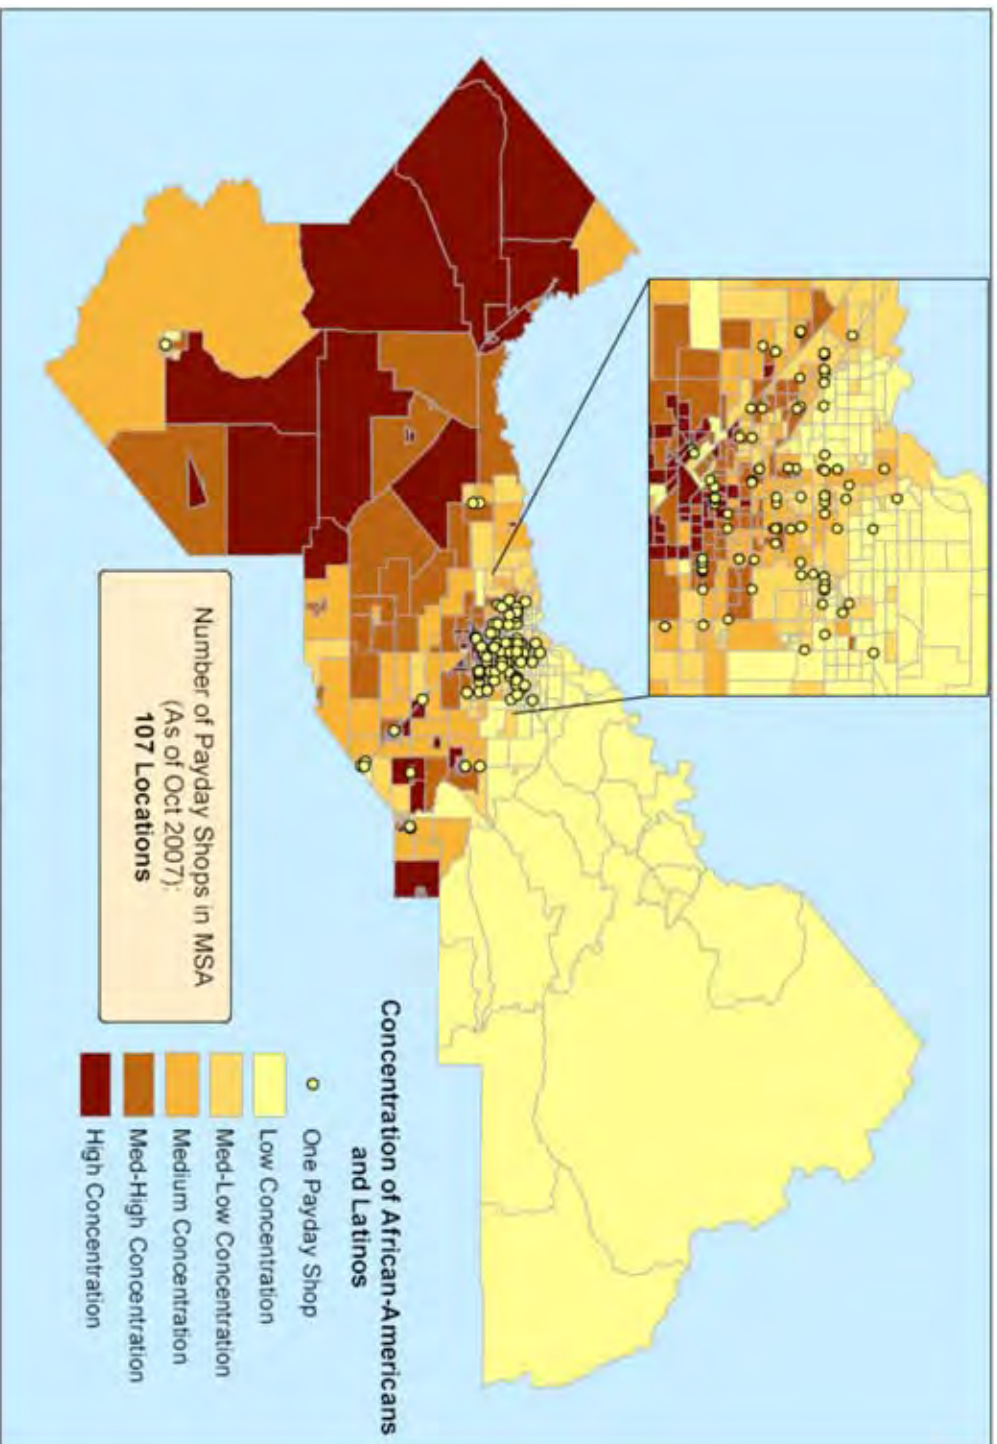 Number of Payday Shops in MSA
(As of Oct 2007):
107 Locations
Concentration of African-Americans
and Latinos
One Payday Shop
Low Concentration
Med-Low Concentration
Medium Concentration
Med-High Concentration
High Concentration